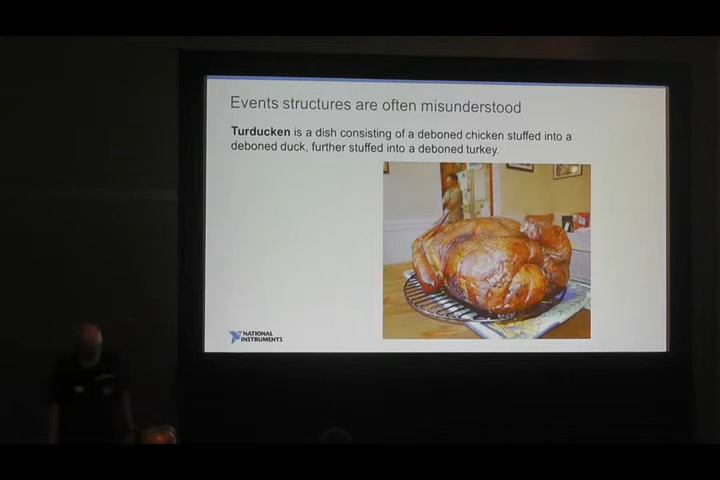 Events structures are often misunderstood
Turducken is a dish consisting of a deboned chicken stuffed into a
deboned duck, further stuffed into a deboned turkey.
NATIONAL
INSTRUMENTS